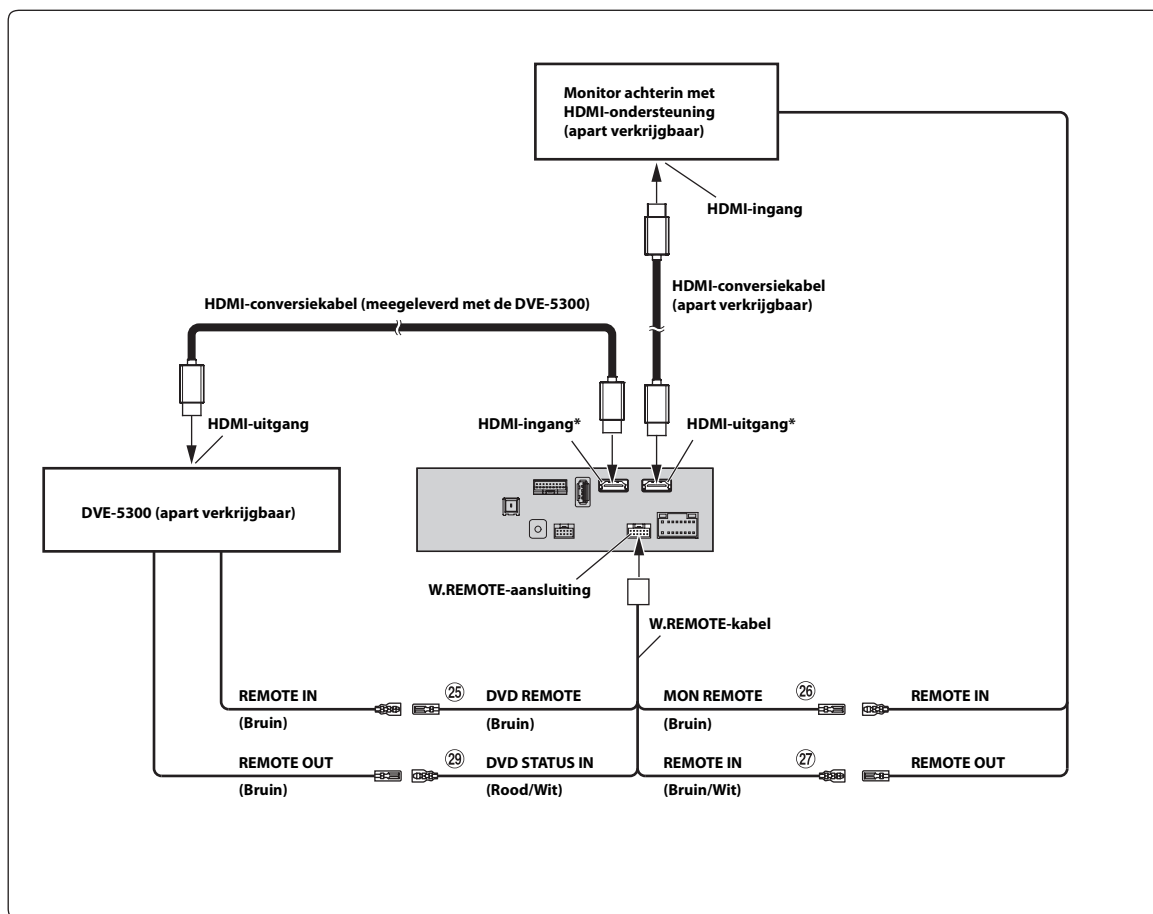 Monitor achterin met
HDMI-ondersteuning
(apart verkrijgbaar)
HDMI-ingang
HDMI-conversiekabel
(apart verkrijgbaar)
HDMI-conversiekabel (meegeleverd met de DVE-5300)
HDMI-uitgang
HDMI-ingang*
HDMI-uitgang*
DVE-5300 (apart verkrijgbaar)
W.REMOTE-aansluiting
W.REMOTE-kabel
REMOTE IN
(Bruin)
㉕
DVD REMOTE
(Bruin)
MON REMOTE
(Bruin)
㉖
REMOTE IN
REMOTE OUT
(Bruin)
㉙
DVD STATUS IN
(Rood/Wit)
REMOTE IN
(Bruin/Wit)
㉗
REMOTE OUT